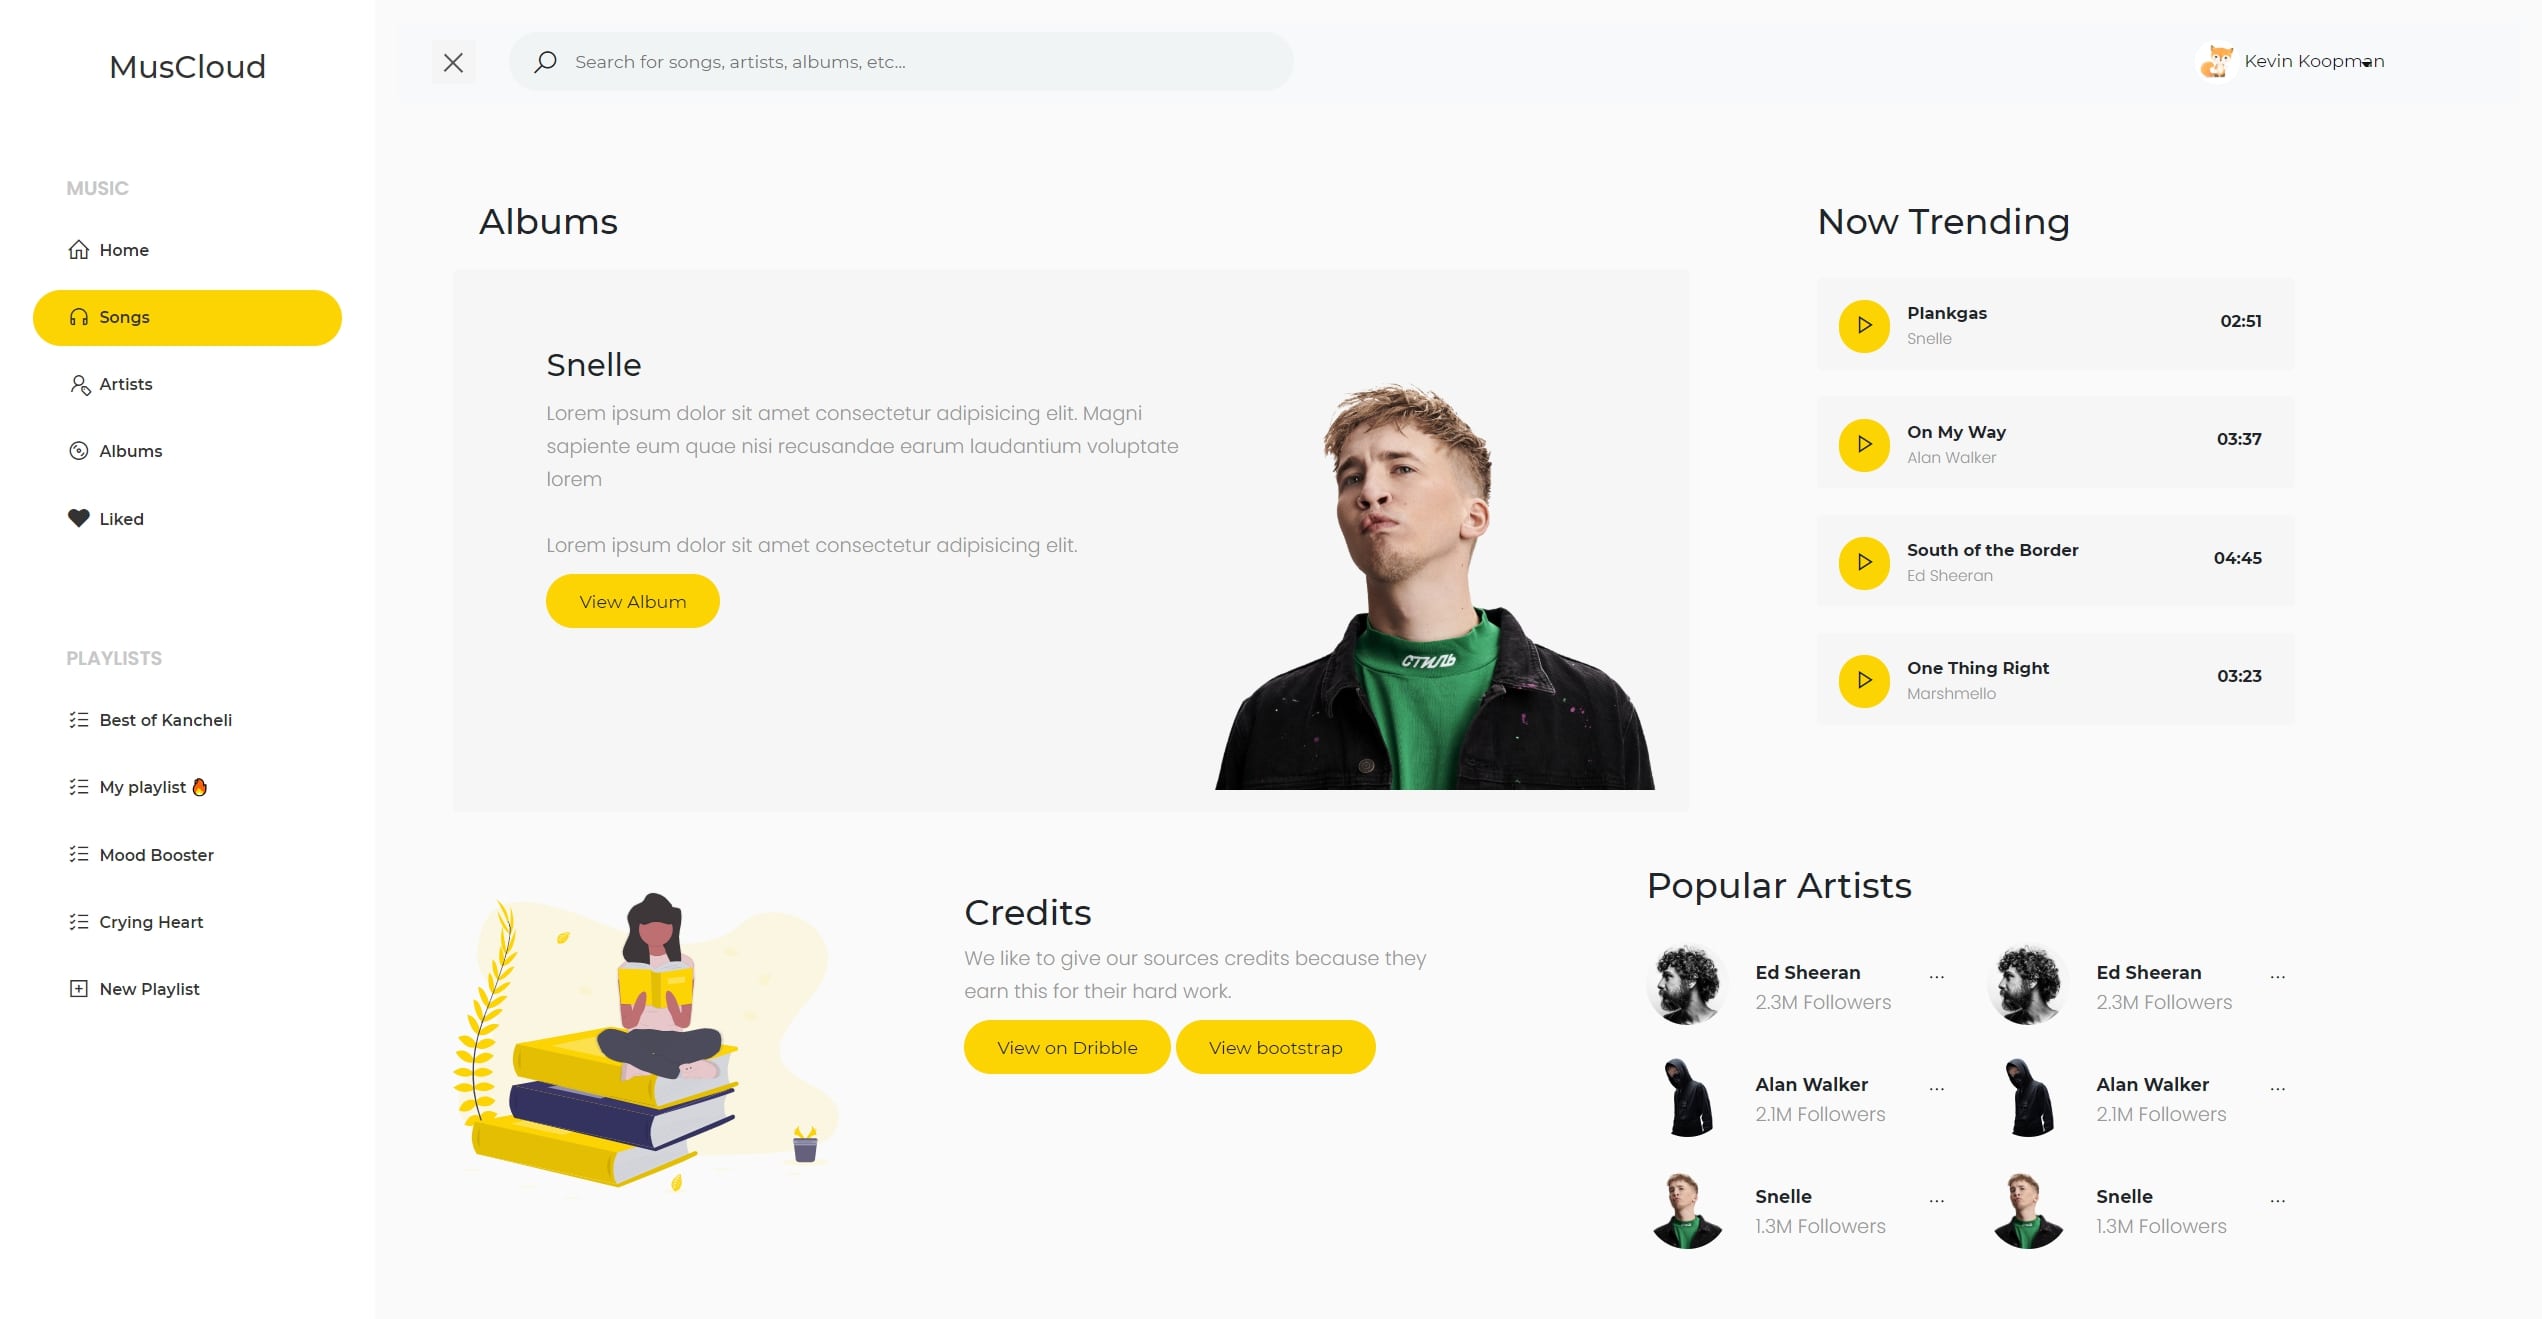 MusCloud
MUSIC
Home
Songs
Artists
Albums
Liked
PLAYLISTS
Best of Kancheli
My playlist 🔥
Mood Booster
Crying Heart
New Playlist
Search for songs, artists, albums, etc...
Kevin Koopman
Albums
Snelle
Lorem ipsum dolor sit amet consectetur adipisicing elit. Magni
sapiente eum quae nisi recusandae earum laudantium voluptate
lorem
Lorem ipsum dolor sit amet consectetur adipisicing elit.
View Album
СТИЛЬ
Now Trending
Plankgas
Snelle
02:51
On My Way
Alan Walker
03:37
South of the Border
Ed Sheeran
04:45
One Thing Right
Marshmello
03:23
Credits
We like to give our sources credits because they
earn this for their hard work.
View on Dribble
View bootstrap
Popular Artists
Ed Sheeran ...
2.3M Followers
Ed Sheeran ...
2.3M Followers
Alan Walker ...
2.1M Followers
Alan Walker ...
2.1M Followers
Snelle ...
1.3M Followers
Snelle ...
1.3M Followers